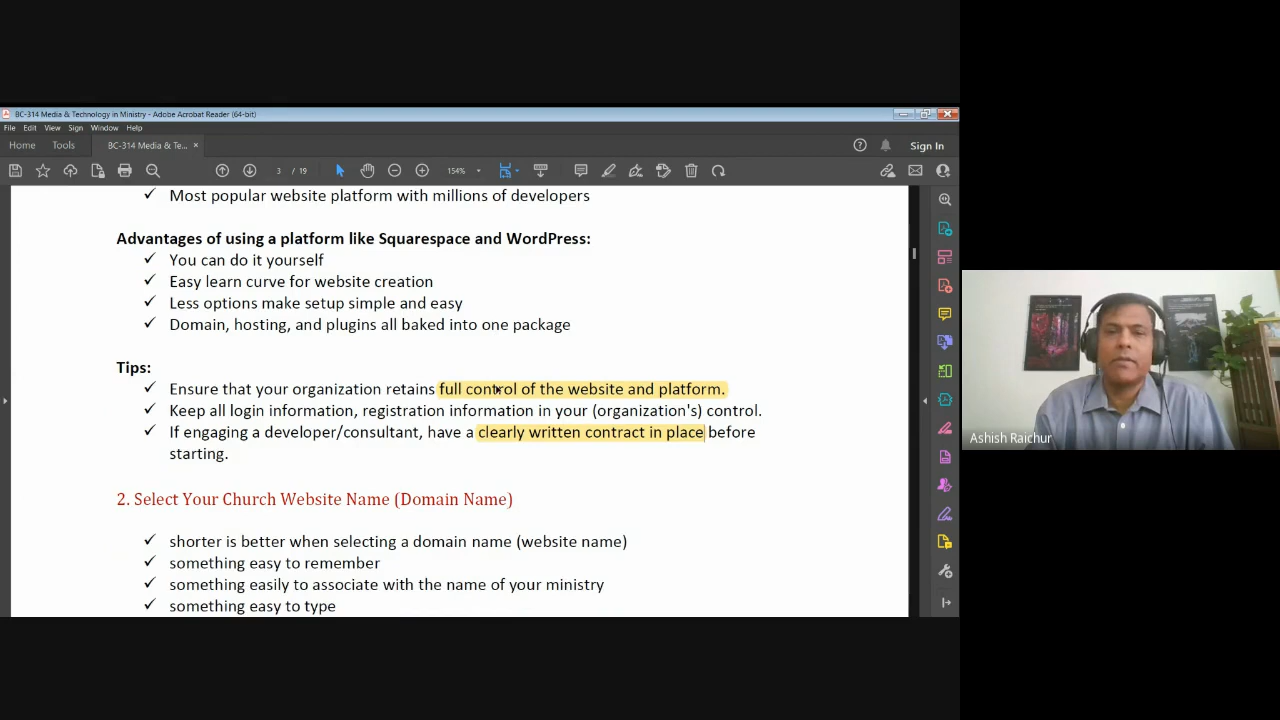 BC-314 Media & Technology in Ministry - Adobe Acrobat Reader (64-bit)
File Edit View Sign Window Help
Home Tools BC-314 Media & Te... × Sign In
3 / 19 154%
✓ Most popular website platform with millions of developers
Advantages of using a platform like Squarespace and WordPress:
✓ You can do it yourself
✓ Easy learn curve for website creation
✓ Less options make setup simple and easy
✓ Domain, hosting, and plugins all baked into one package
Tips:
✓ Ensure that your organization retains full control of the website and platform.
✓ Keep all login information, registration information in your (organization's) control.
✓ If engaging a developer/consultant, have a clearly written contract in place before
starting.
2. Select Your Church Website Name (Domain Name)
✓ shorter is better when selecting a domain name (website name)
✓ something easy to remember
✓ something easily to associate with the name of your ministry
✓ something easy to type
Ashish Raichur